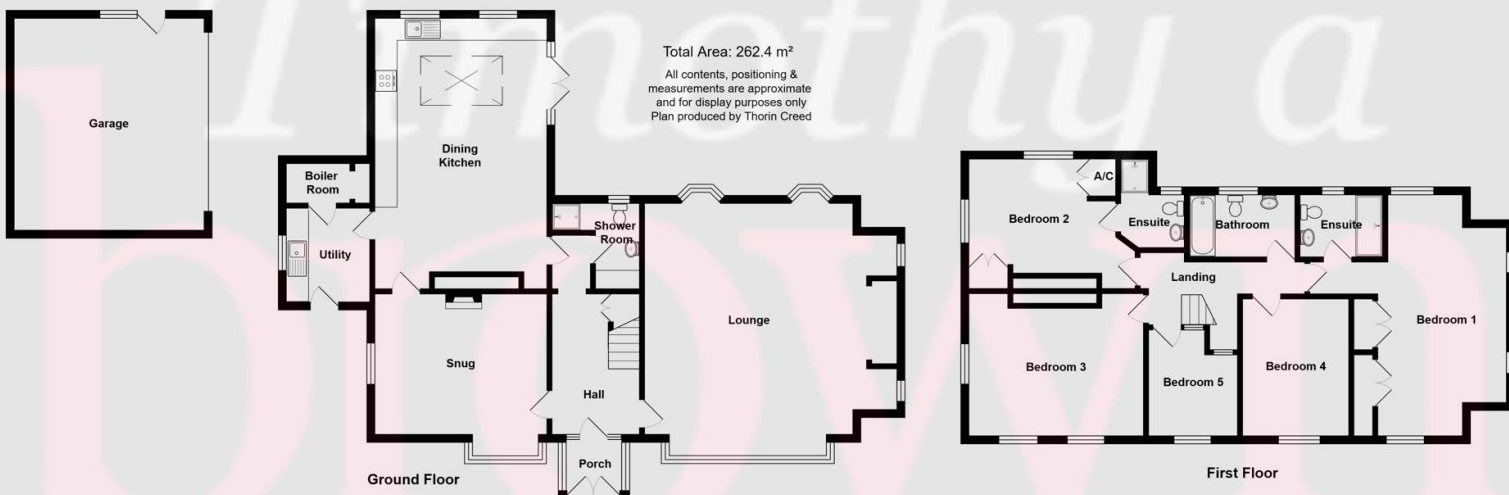 Timothy a
brown
Total Area: 262.4 m²
All contents, positioning &
measurements are approximate
and for display purposes only
Plan produced by Thorin Creed
Garage
Dining
Kitchen
Boiler
Room
Utility
Shower
Room
Snug
Hall
Lounge
Porch
Ground Floor
A/C
Bedroom 2
Ensuite
Bathroom
Ensuite
Landing
Bedroom 1
Bedroom 3
Bedroom 5
Bedroom 4
First Floor